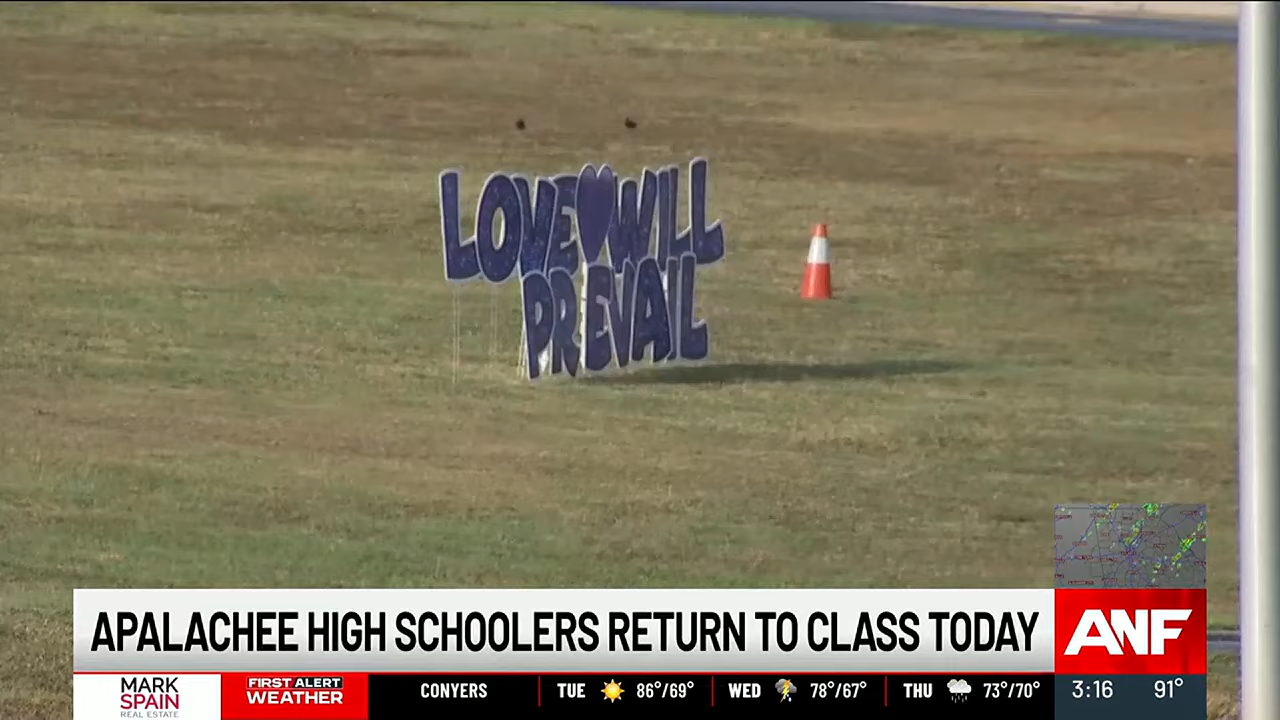 LOVE WILL
PREVAIL
APALACHEE HIGH SCHOOLERS RETURN TO CLASS TODAY
ANF
MARK
SPAIN
REAL ESTATE
FIRST ALERT
WEATHER
CONYERS
TUE 86°/69°
WED 78°/67°
THU 73°/70°
3:16 91°